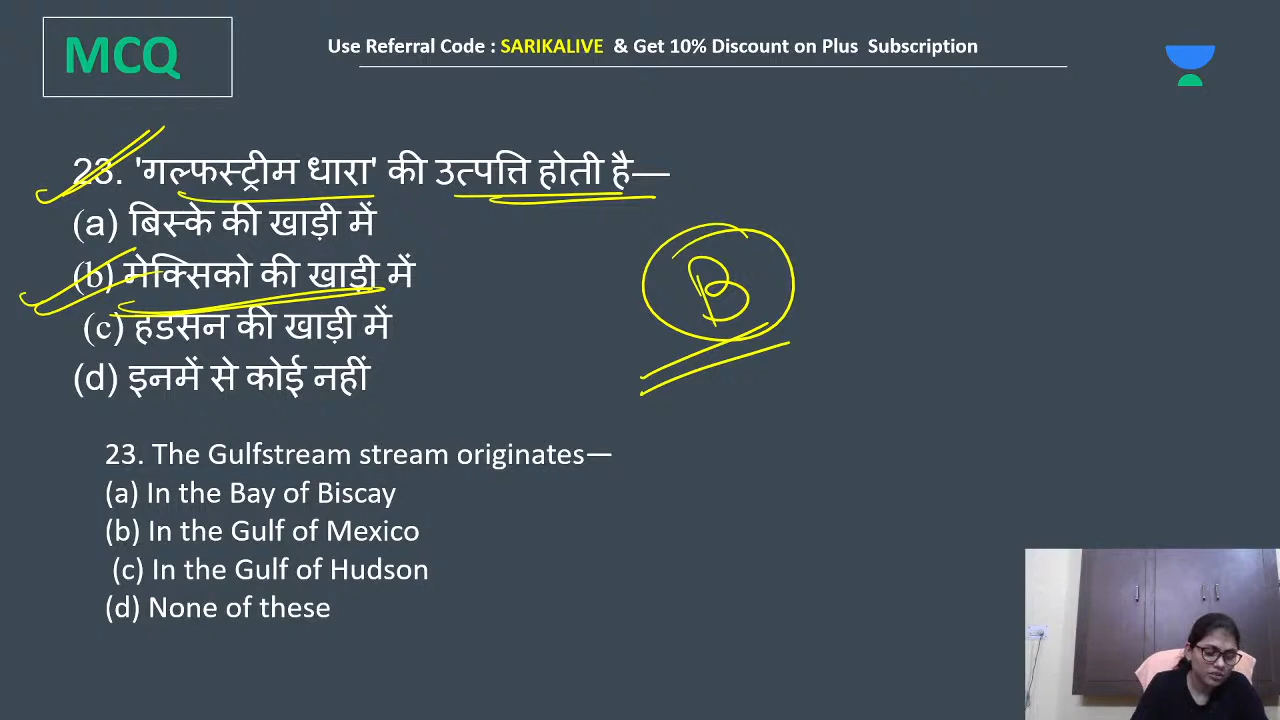 MCQ
Use Referral Code : SARIKALIVE & Get 10% Discount on Plus Subscription
23. 'गल्फस्ट्रीम धारा' की उत्पत्ति होती है—
(a) बिस्के की खाड़ी में
(b) मेक्सिको की खाड़ी में
(c) हडसन की खाड़ी में
(d) इनमें से कोई नहीं
B
23. The Gulfstream stream originates—
(a) In the Bay of Biscay
(b) In the Gulf of Mexico
(c) In the Gulf of Hudson
(d) None of these